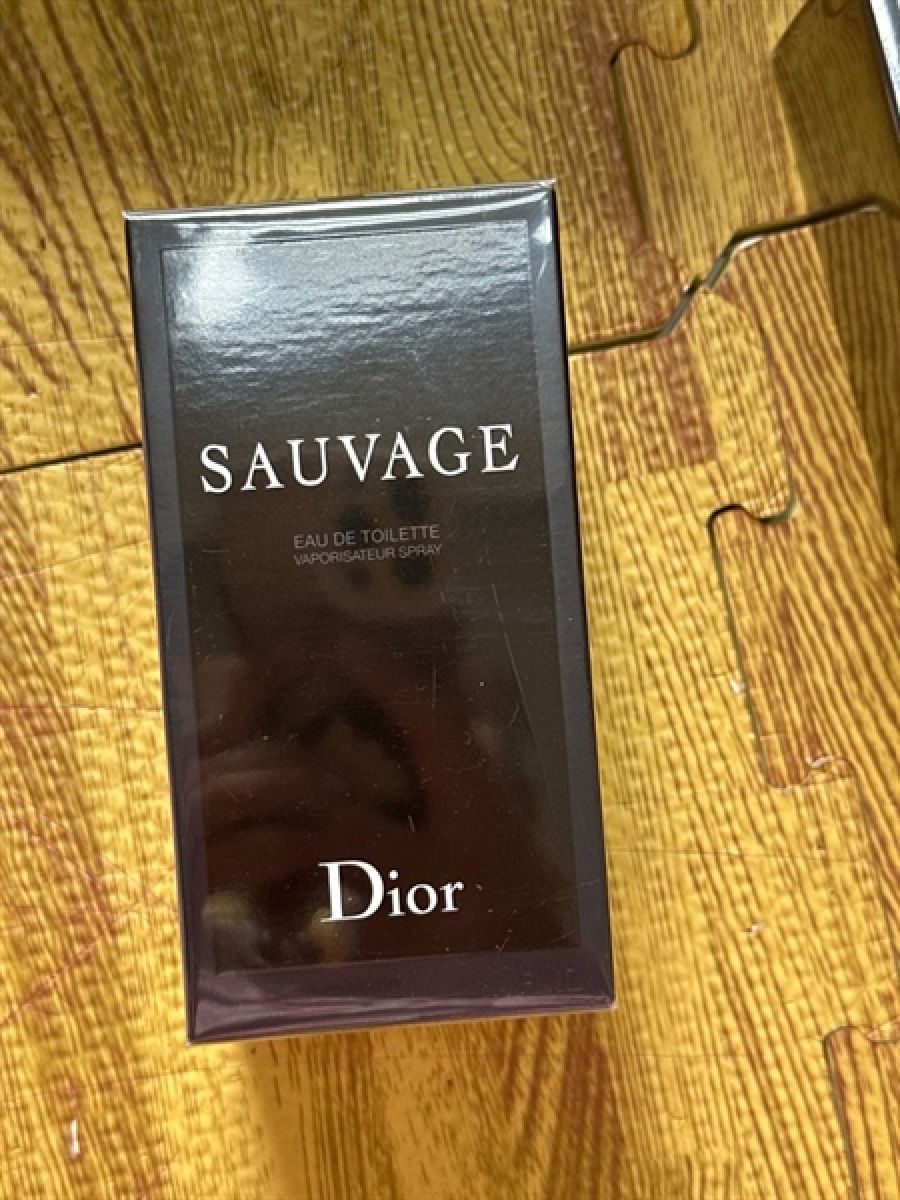 SAUVAGE
EAU DE TOILETTE
VAPORISATEUR SPRAY
Dior